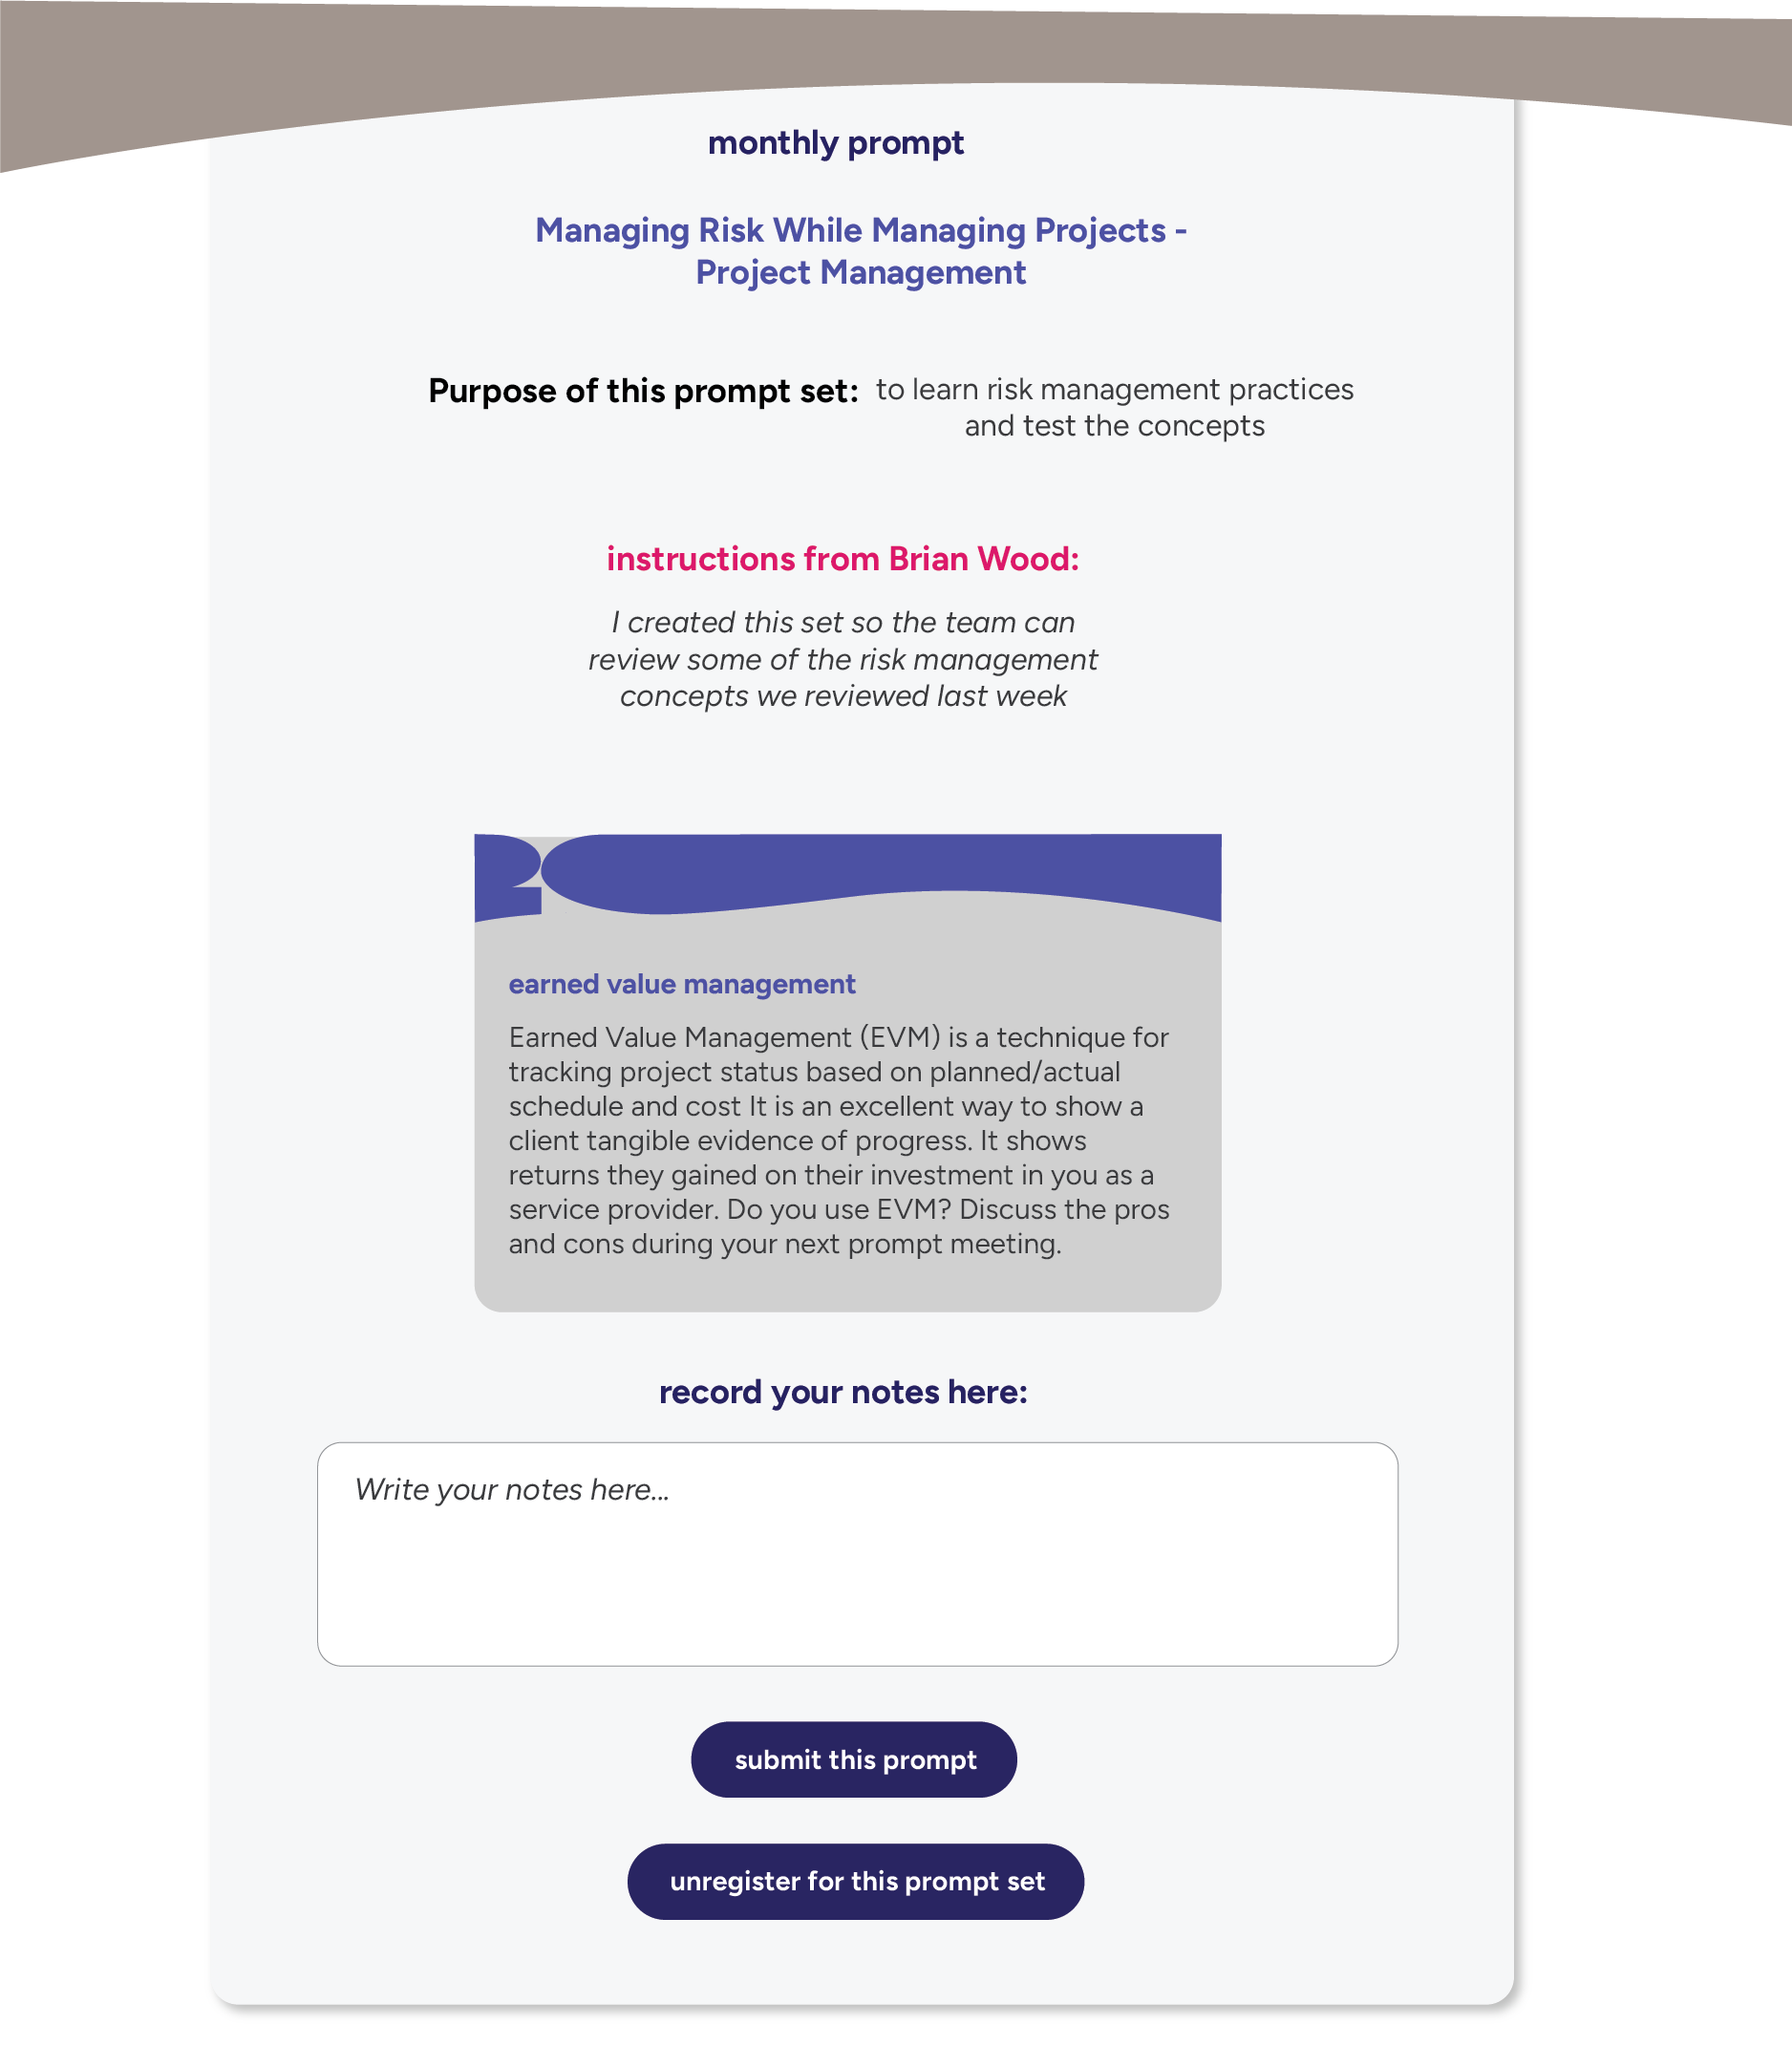 monthly prompt
Managing Risk While Managing Projects -
Project Management
Purpose of this prompt set: to learn risk management practices
and test the concepts
instructions from Brian Wood:
I created this set so the team can
review some of the risk management
concepts we reviewed last week
earned value management
Earned Value Management (EVM) is a technique for
tracking project status based on planned/actual
schedule and cost It is an excellent way to show a
client tangible evidence of progress. It shows
returns they gained on their investment in you as a
service provider. Do you use EVM? Discuss the pros
and cons during your next prompt meeting.
record your notes here:
Write your notes here...
submit this prompt
unregister for this prompt set